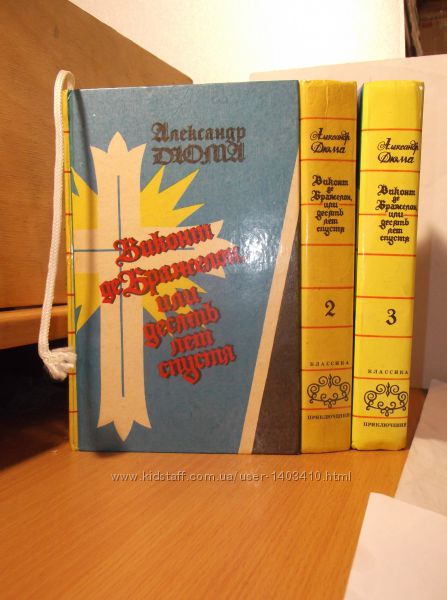 Александр
Дюма
Виконт
де Бражелон,
или
десять
лет
спустя
Александр
Дюма
Виконт
де
Бражелон,
или
десять
лет
спустя
2
КЛАССИКА
ПРИКЛЮЧЕНИЙ
Александр
Дюма
Виконт
де
Бражелон,
или
десять
лет
спустя
3
КЛАССИКА
ПРИКЛЮЧЕНИЙ
www.kidstaff.com.ua/user-1403410.html